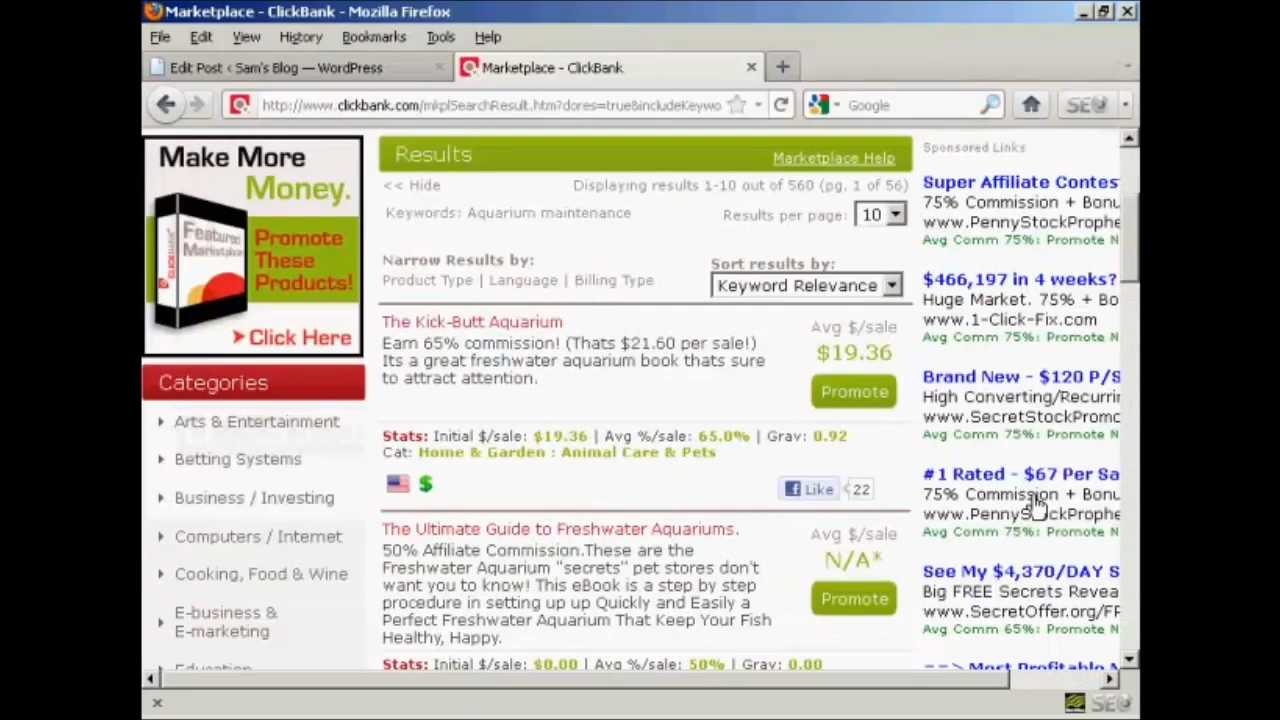 Marketplace - ClickBank - Mozilla Firefox
File Edit View History Bookmarks Tools Help
Edit Post ‹ Sam's Blog — WordPress
Marketplace - ClickBank
http://www.clickbank.com/mkplSearchResult.htm?dores=true&includeKeywo
Google
SEO
Make More
Money.
Featured
Marketplace
CLICKBANK
Promote
These
Products!
Click Here
Categories
Arts & Entertainment
Betting Systems
Business / Investing
Computers / Internet
Cooking, Food & Wine
E-business &
E-marketing
Education
Results
Marketplace Help
<< Hide
Displaying results 1-10 out of 560 (pg. 1 of 56)
Keywords: Aquarium maintenance
Results per page: 10
Narrow Results by:
Product Type | Language | Billing Type
Sort results by:
Keyword Relevance
The Kick-Butt Aquarium
Earn 65% commission! (Thats $21.60 per sale!)
Its a great freshwater aquarium book thats sure
to attract attention.
Avg $/sale
$19.36
Promote
Stats: Initial $/sale: $19.36 | Avg %/sale: 65.0% | Grav: 0.92
Cat: Home & Garden : Animal Care & Pets
$
Like 22
The Ultimate Guide to Freshwater Aquariums.
50% Affiliate Commission.These are the
Freshwater Aquarium "secrets" pet stores don't
want you to know! This eBook is a step by step
procedure in setting up up Quickly and Easily a
Perfect Freshwater Aquarium That Keep Your Fish
Healthy, Happy.
Avg $/sale
N/A*
Promote
Stats: Initial $/sale: $0.00 | Avg %/sale: 50% | Grav: 0.00
Sponsored Links
Super Affiliate Contes
75% Commission + Bonu
www.PennyStockProphe
Avg Comm 75%: Promote N
$466,197 in 4 weeks?
Huge Market. 75% + Bo
www.1-Click-Fix.com
Avg Comm 75%: Promote N
Brand New - $120 P/S
High Converting/Recurrin
www.SecretStockPromo
Avg Comm 75%: Promote N
#1 Rated - $67 Per Sa
75% Commission + Bonu
www.PennyStockProphe
Avg Comm 75%: Promote N
See My $4,370/DAY S
Big FREE Secrets Revea
www.SecretOffer.org/FR
Avg Comm 65%: Promote N
==> Most Profitable
SEO